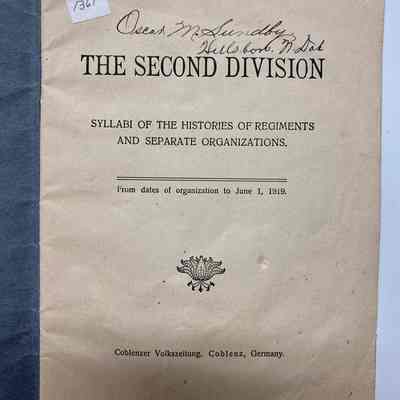 1361
Oscar M Sundby
Hillsboro, N Dak
THE SECOND DIVISION
SYLLABI OF THE HISTORIES OF REGIMENTS
AND SEPARATE ORGANIZATIONS.
From dates of organization to June 1, 1919.
Coblenzer Volkszeitung, Coblenz, Germany.